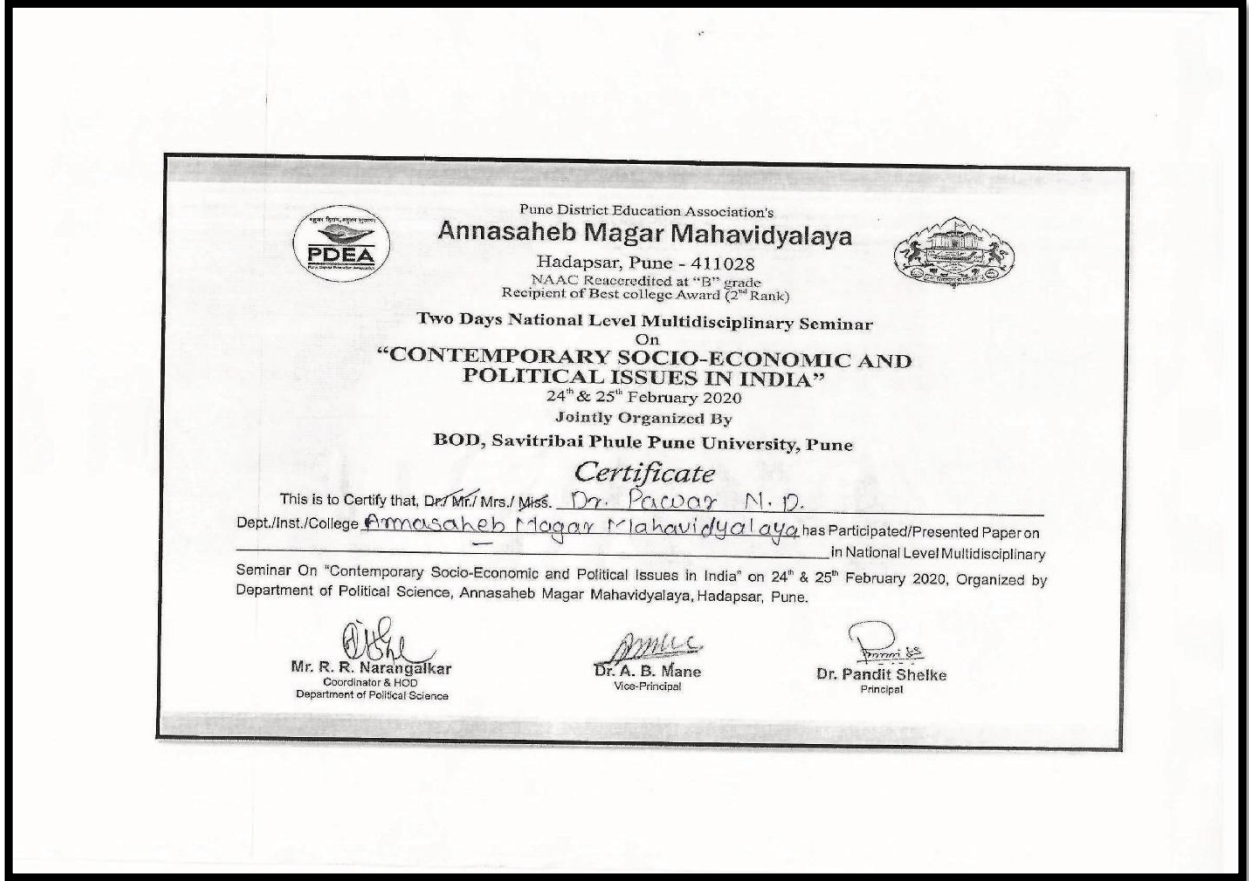 Pune District Education Association's
Annasaheb Magar Mahavidyalaya
Hadapsar, Pune - 411028
NAAC Reaccredited at "B" grade
Recipient of Best college Award (2nd Rank)
PDEA
Two Days National Level Multidisciplinary Seminar
On
"CONTEMPORARY SOCIO-ECONOMIC AND
POLITICAL ISSUES IN INDIA"
24th & 25th February 2020
Jointly Organized By
BOD, Savitribai Phule Pune University, Pune
Certificate
This is to Certify that, Dr./ Mr./ Mrs./ Miss. Dr. Pawar N. D.
Dept./Inst./College Annasaheb Magar Mahavidyalaya has Participated/Presented Paper on
in National Level Multidisciplinary
Seminar On "Contemporary Socio-Economic and Political Issues in India" on 24th & 25th February 2020, Organized by
Department of Political Science, Annasaheb Magar Mahavidyalaya, Hadapsar, Pune.
Mr. R. R. Narangalkar
Coordinator & HOD
Department of Political Science
Dr. A. B. Mane
Vice-Principal
Dr. Pandit Shelke
Principal